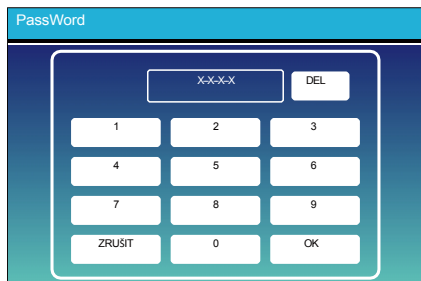 PassWord
X-X-X-X DEL
1 2 3
4 5 6
7 8 9
ZRUŠIT 0 OK